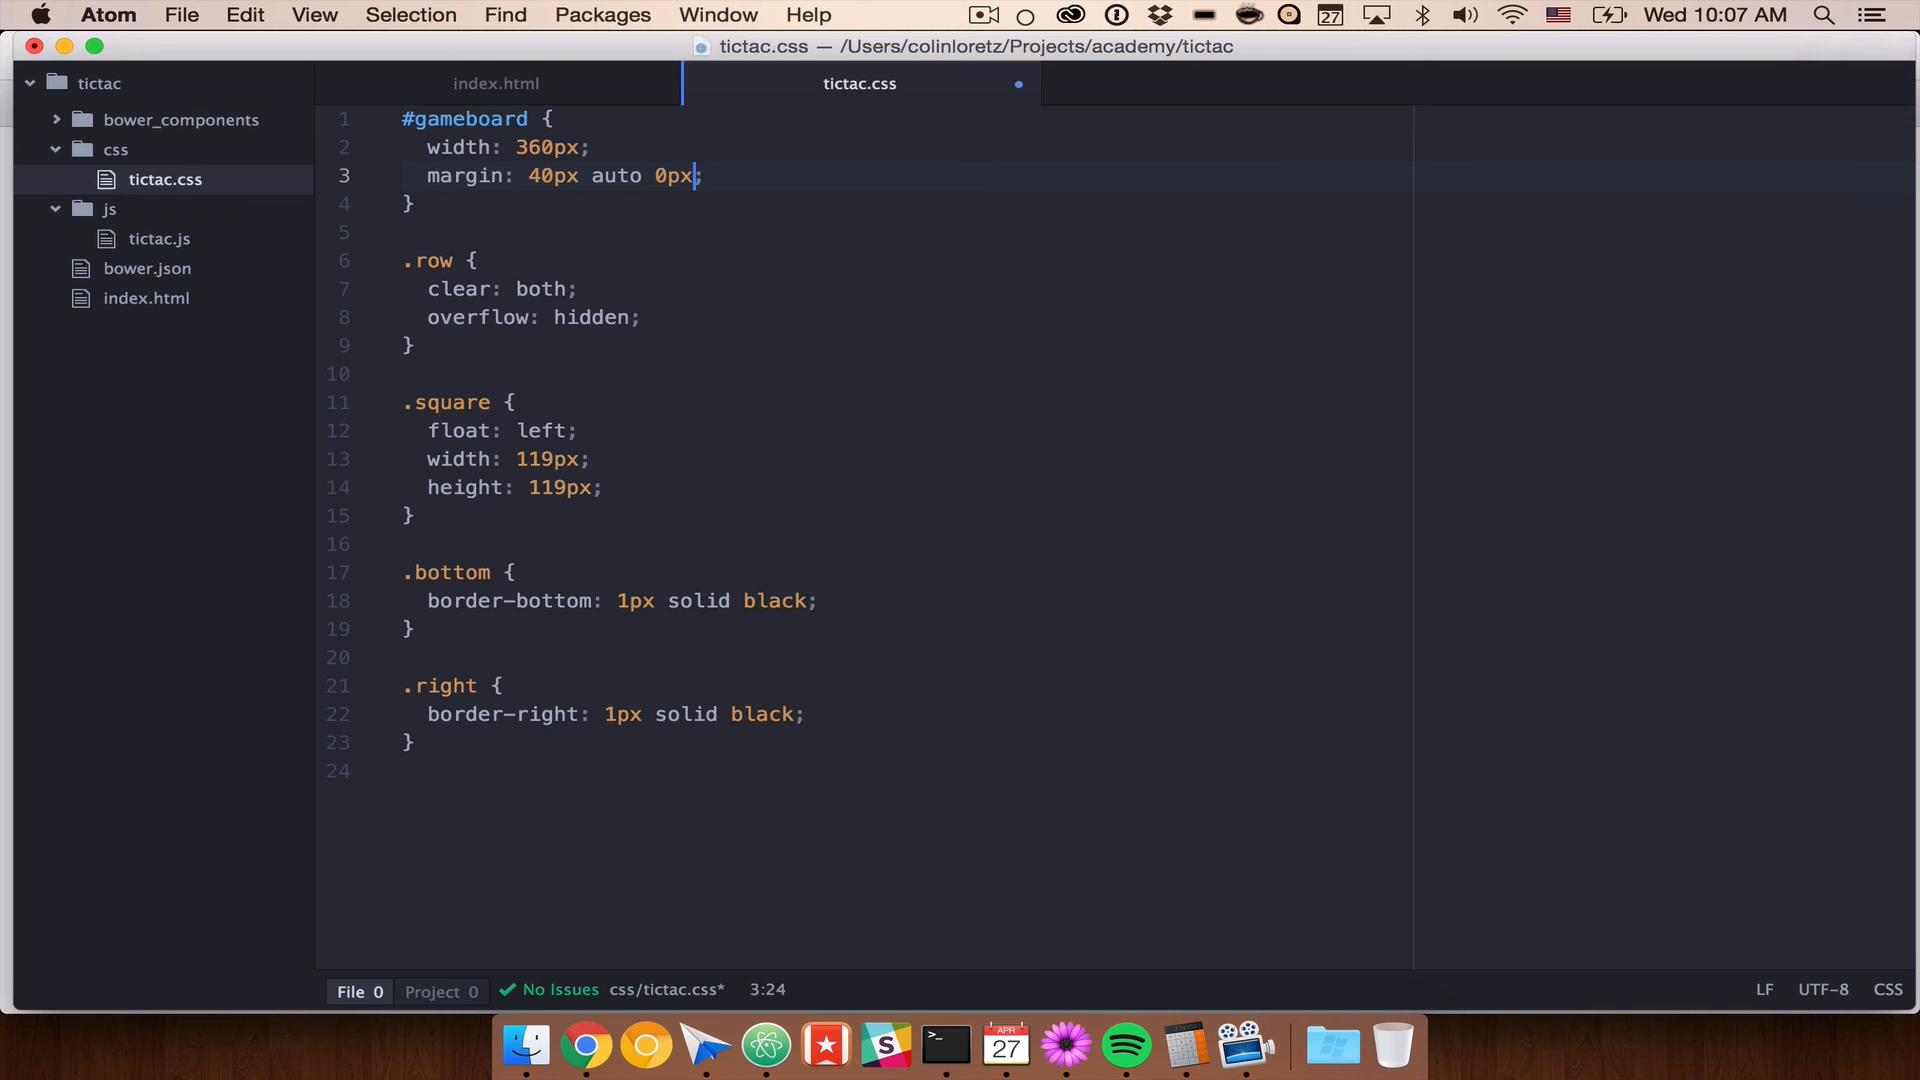 Atom File Edit View Selection Find Packages Window Help 27 Wed 10:07 AM
tictac.css — /Users/colinloretz/Projects/academy/tictac
tictac
bower_components
css
tictac.css
js
tictac.js
bower.json
index.html
index.html tictac.css
1 #gameboard {
2 width: 360px;
3 margin: 40px auto 0px;
4 }
5
6 .row {
7 clear: both;
8 overflow: hidden;
9 }
10
11 .square {
12 float: left;
13 width: 119px;
14 height: 119px;
15 }
16
17 .bottom {
18 border-bottom: 1px solid black;
19 }
20
21 .right {
22 border-right: 1px solid black;
23 }
24
File 0 Project 0 No Issues css/tictac.css* 3:24 LF UTF-8 CSS
S >_ APR
27